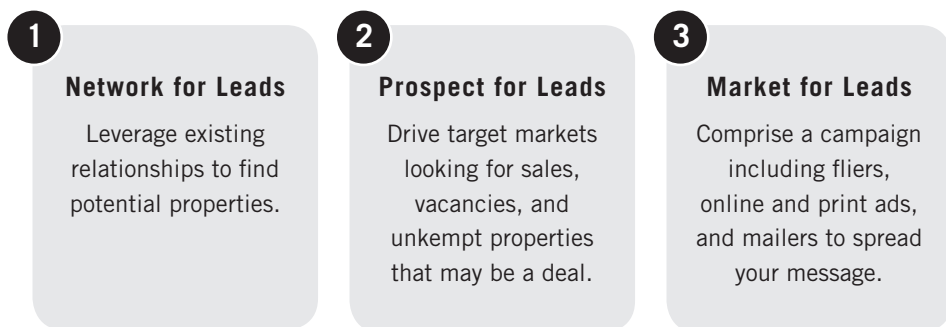 1
Network for Leads
Leverage existing
relationships to find
potential properties.
2
Prospect for Leads
Drive target markets
looking for sales,
vacancies, and
unkempt properties
that may be a deal.
3
Market for Leads
Comprise a campaign
including fliers,
online and print ads,
and mailers to spread
your message.